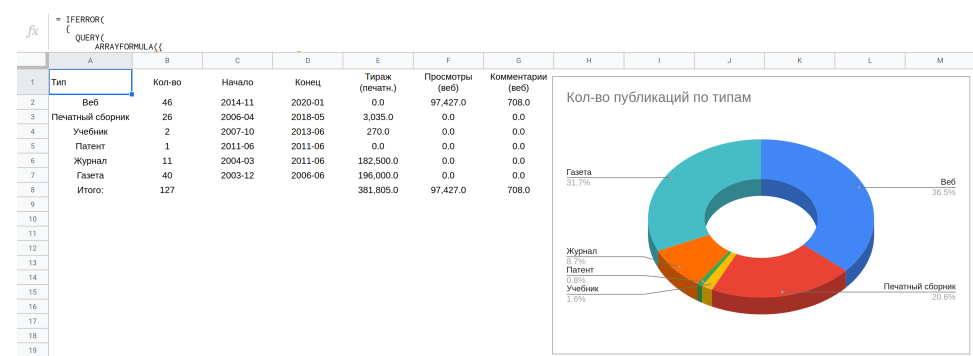 fx
= IFERROR(
{
QUERY(
ARRAYFORMULA({
A B C D E F G H I J K L M
1 Тип Кол-во Начало Конец Тираж (печатн.) Просмотры (веб) Комментарии (веб)
2 Веб 46 2014-11 2020-01 0.0 97,427.0 708.0
3 Печатный сборник 26 2006-04 2018-05 3,035.0 0.0 0.0
4 Учебник 2 2007-10 2013-06 270.0 0.0 0.0
5 Патент 1 2011-06 2011-06 0.0 0.0 0.0
6 Журнал 11 2004-03 2011-06 182,500.0 0.0 0.0
7 Газета 40 2003-12 2006-06 196,000.0 0.0 0.0
8 Итого: 127 381,805.0 97,427.0 708.0
9
10
11
12
13
14
15
16
17
18
19
Кол-во публикаций по типам
Газета
31.7%
Веб
36.5%
Журнал
8.7%
Патент
0.8%
Учебник
1.6%
Печатный сборник
20.6%